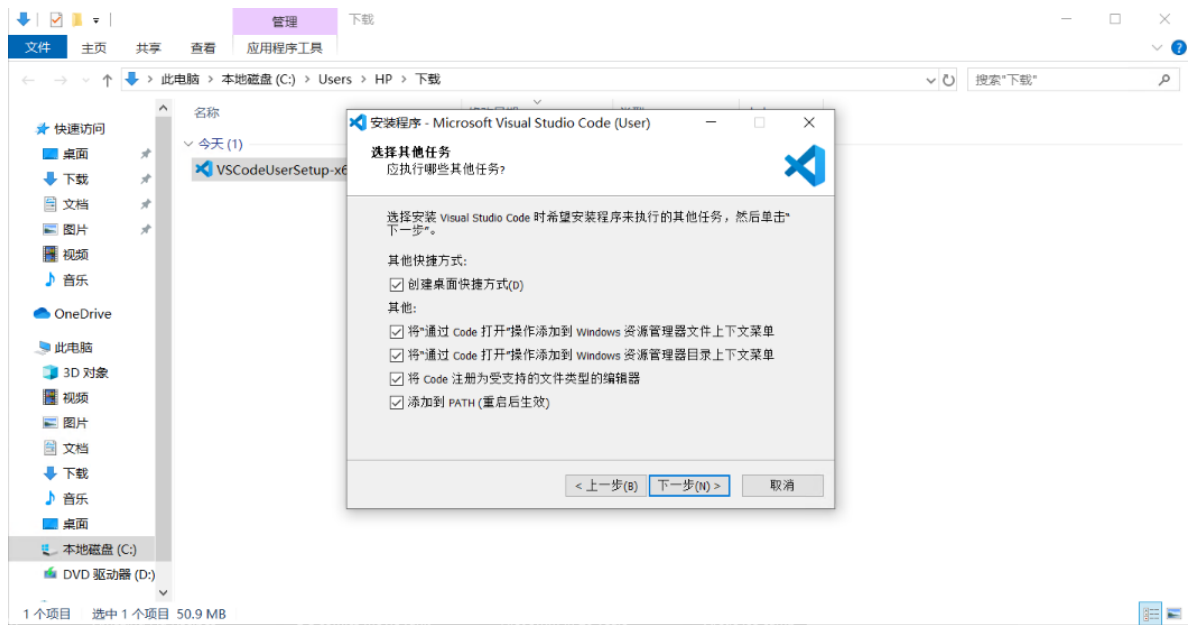 管理
下载
文件
主页
共享
查看
应用程序工具
此电脑 › 本地磁盘 (C:) › Users › HP › 下载
搜索"下载"
名称
快速访问
桌面
下载
文档
图片
视频
音乐
OneDrive
此电脑
3D 对象
视频
图片
文档
下载
音乐
桌面
本地磁盘 (C:)
DVD 驱动器 (D:)
今天 (1)
VSCodeUserSetup-x6
安装程序 - Microsoft Visual Studio Code (User)
选择其他任务
应执行哪些其他任务?
选择安装 Visual Studio Code 时希望安装程序来执行的其他任务，然后单击"
下一步"。
其他快捷方式:
创建桌面快捷方式(D)
其他:
将"通过 Code 打开"操作添加到 Windows 资源管理器文件上下文菜单
将"通过 Code 打开"操作添加到 Windows 资源管理器目录上下文菜单
将 Code 注册为受支持的文件类型的编辑器
添加到 PATH (重启后生效)
< 上一步(B)
下一步(N) >
取消
1 个项目
选中 1 个项目 50.9 MB